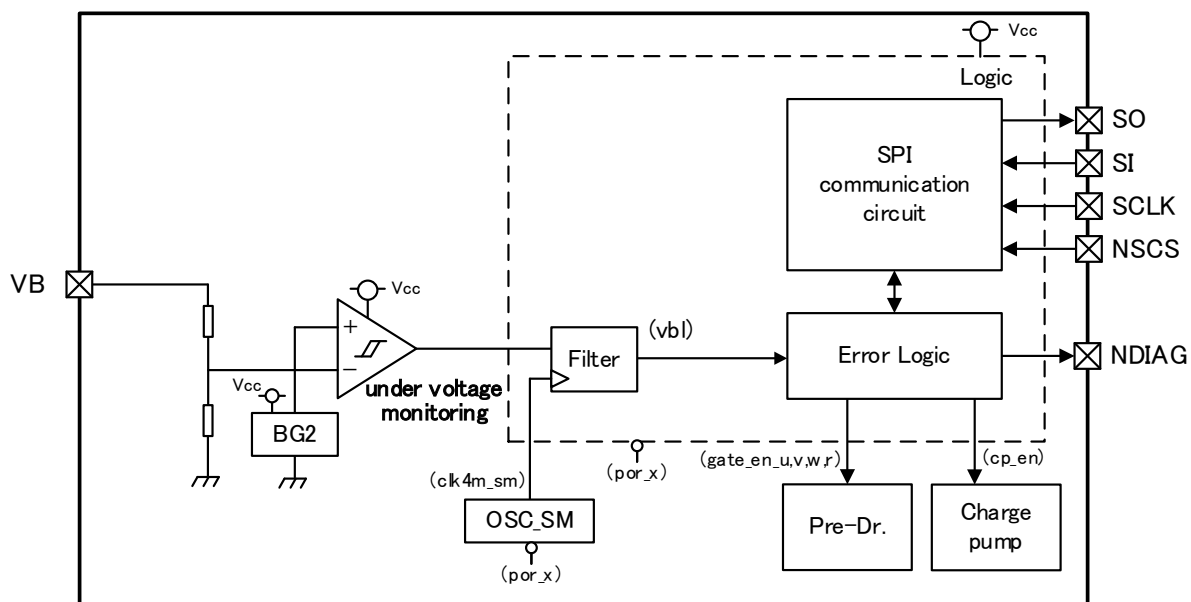 Vcc
Logic
SO
SPI
communication
circuit
SI
SCLK
NSCS
VB
Vcc
+
(vbl)
Filter
Error Logic
NDIAG
−
Vcc
under voltage
monitoring
BG2
(por_x)
(gate_en_u,v,w,r)
(cp_en)
(clk4m_sm)
OSC_SM
Pre-Dr.
Charge
pump
(por_x)